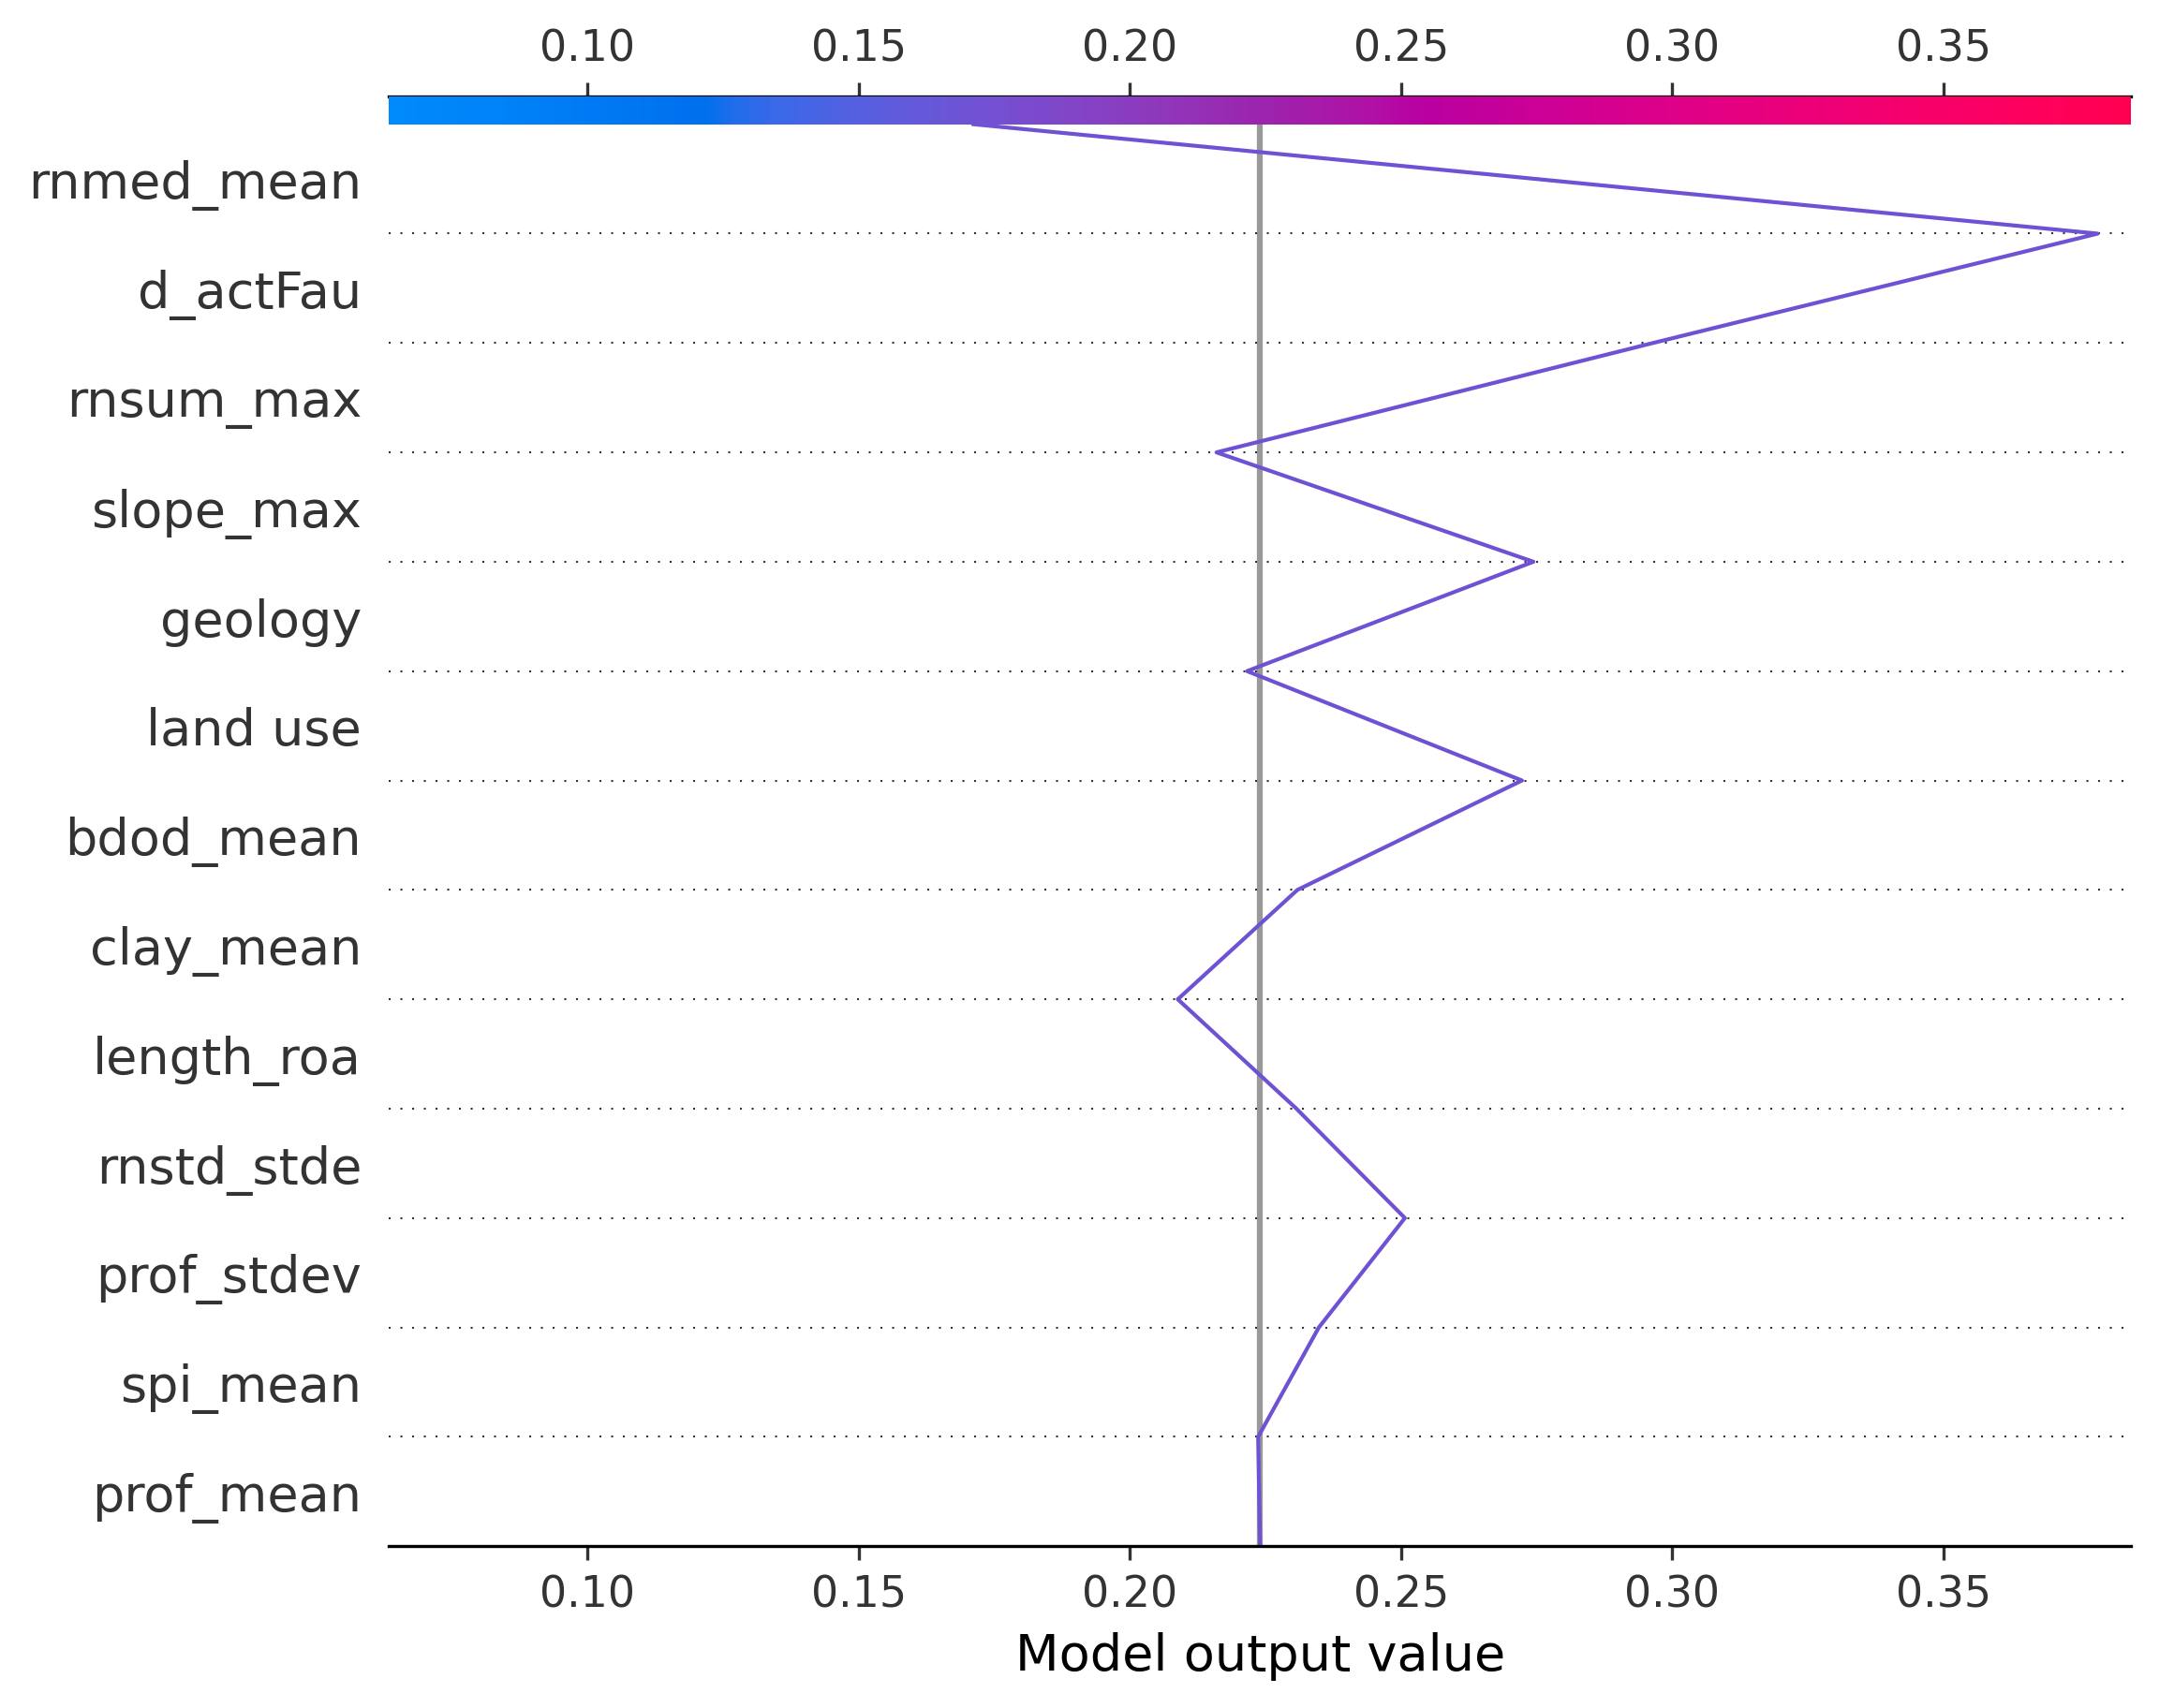 0.10 0.15 0.20 0.25 0.30 0.35
rnmed_mean
d_actFau
rnsum_max
slope_max
geology
land use
bdod_mean
clay_mean
length_roa
rnstd_stde
prof_stdev
spi_mean
prof_mean
0.10 0.15 0.20 0.25 0.30 0.35
Model output value